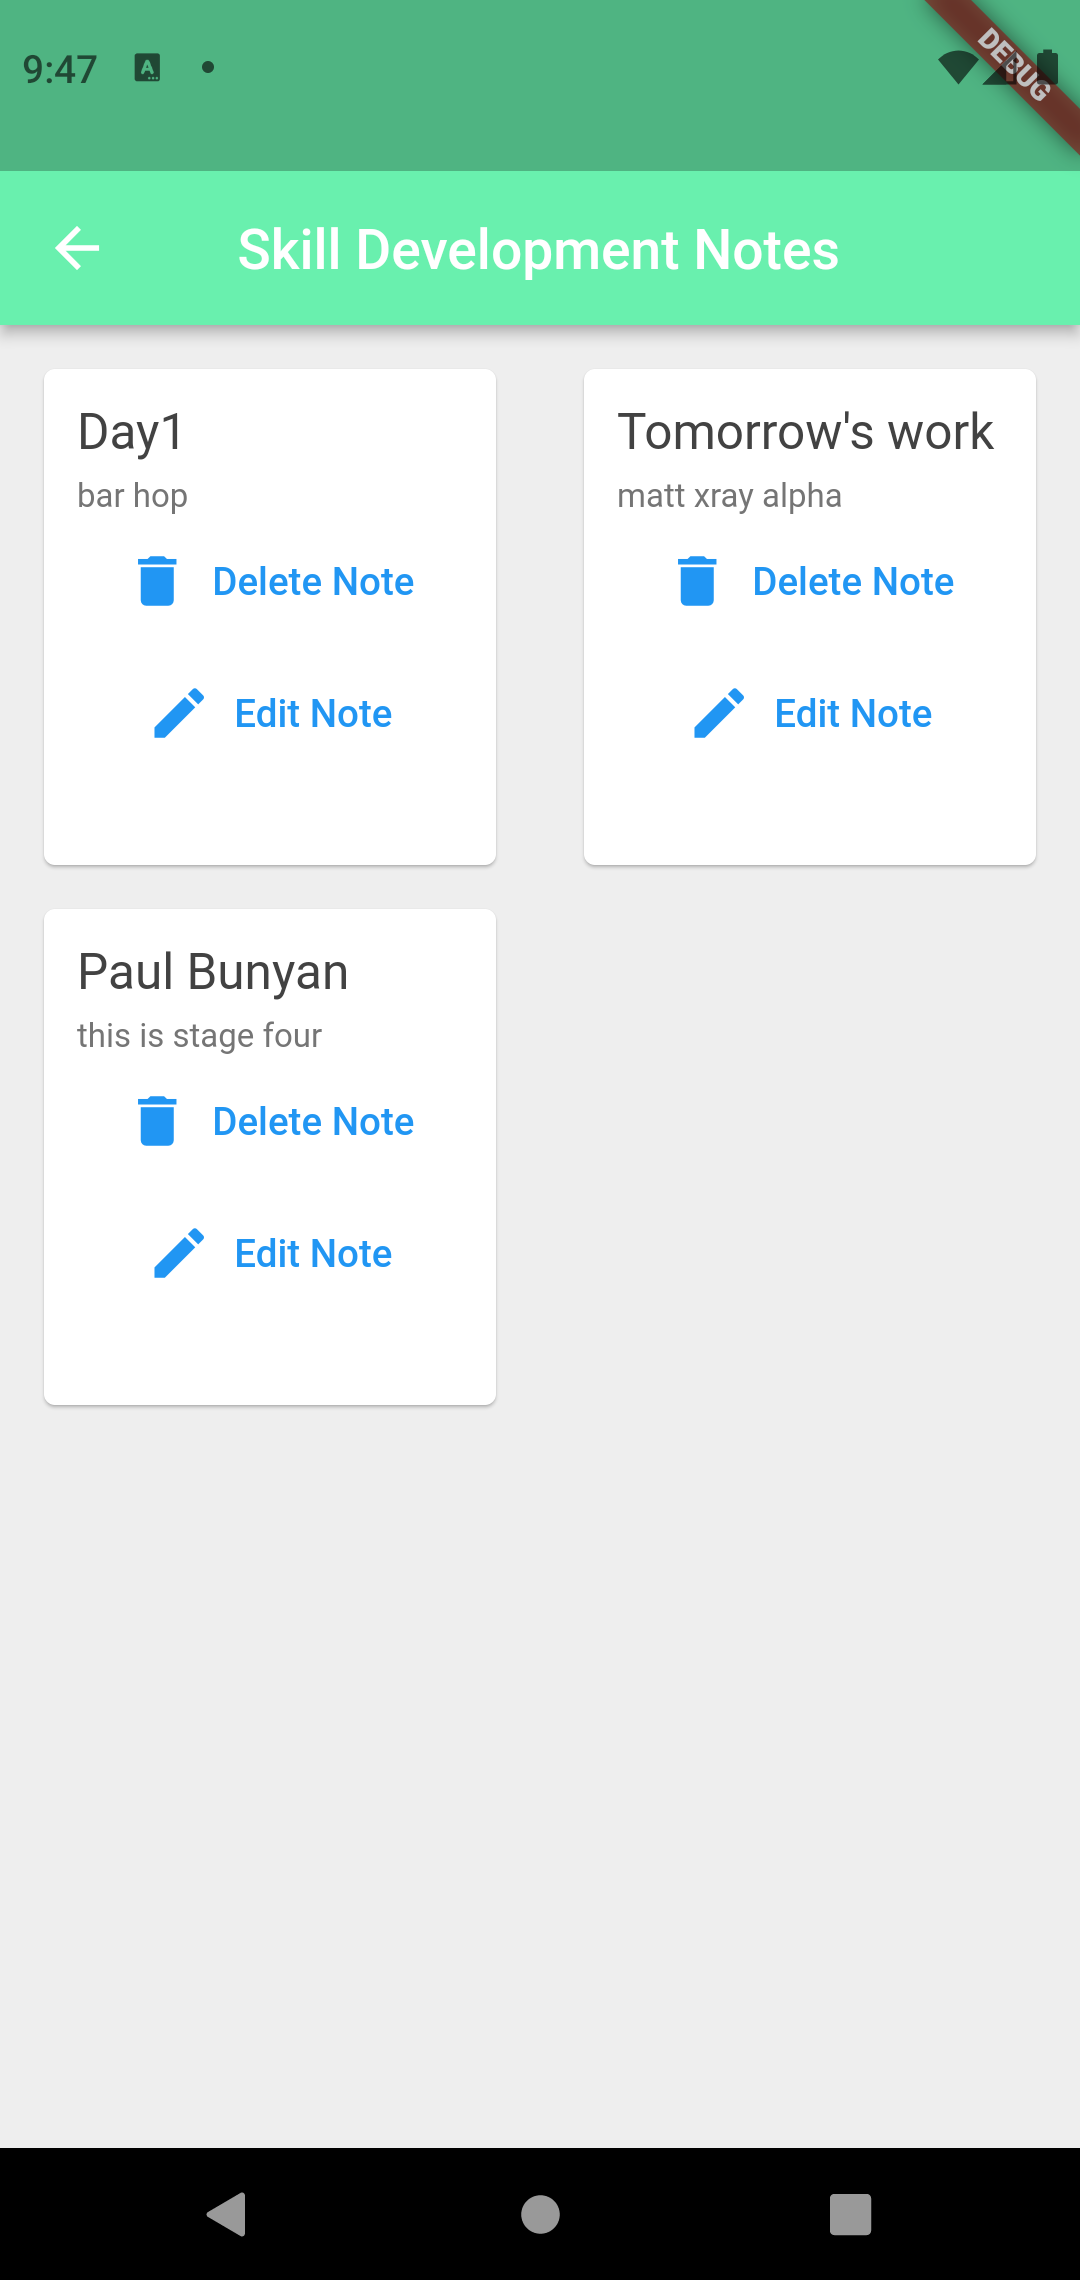 9:47
DEBUG
Skill Development Notes
Day1
bar hop
Delete Note
Edit Note
Tomorrow's work
matt xray alpha
Delete Note
Edit Note
Paul Bunyan
this is stage four
Delete Note
Edit Note